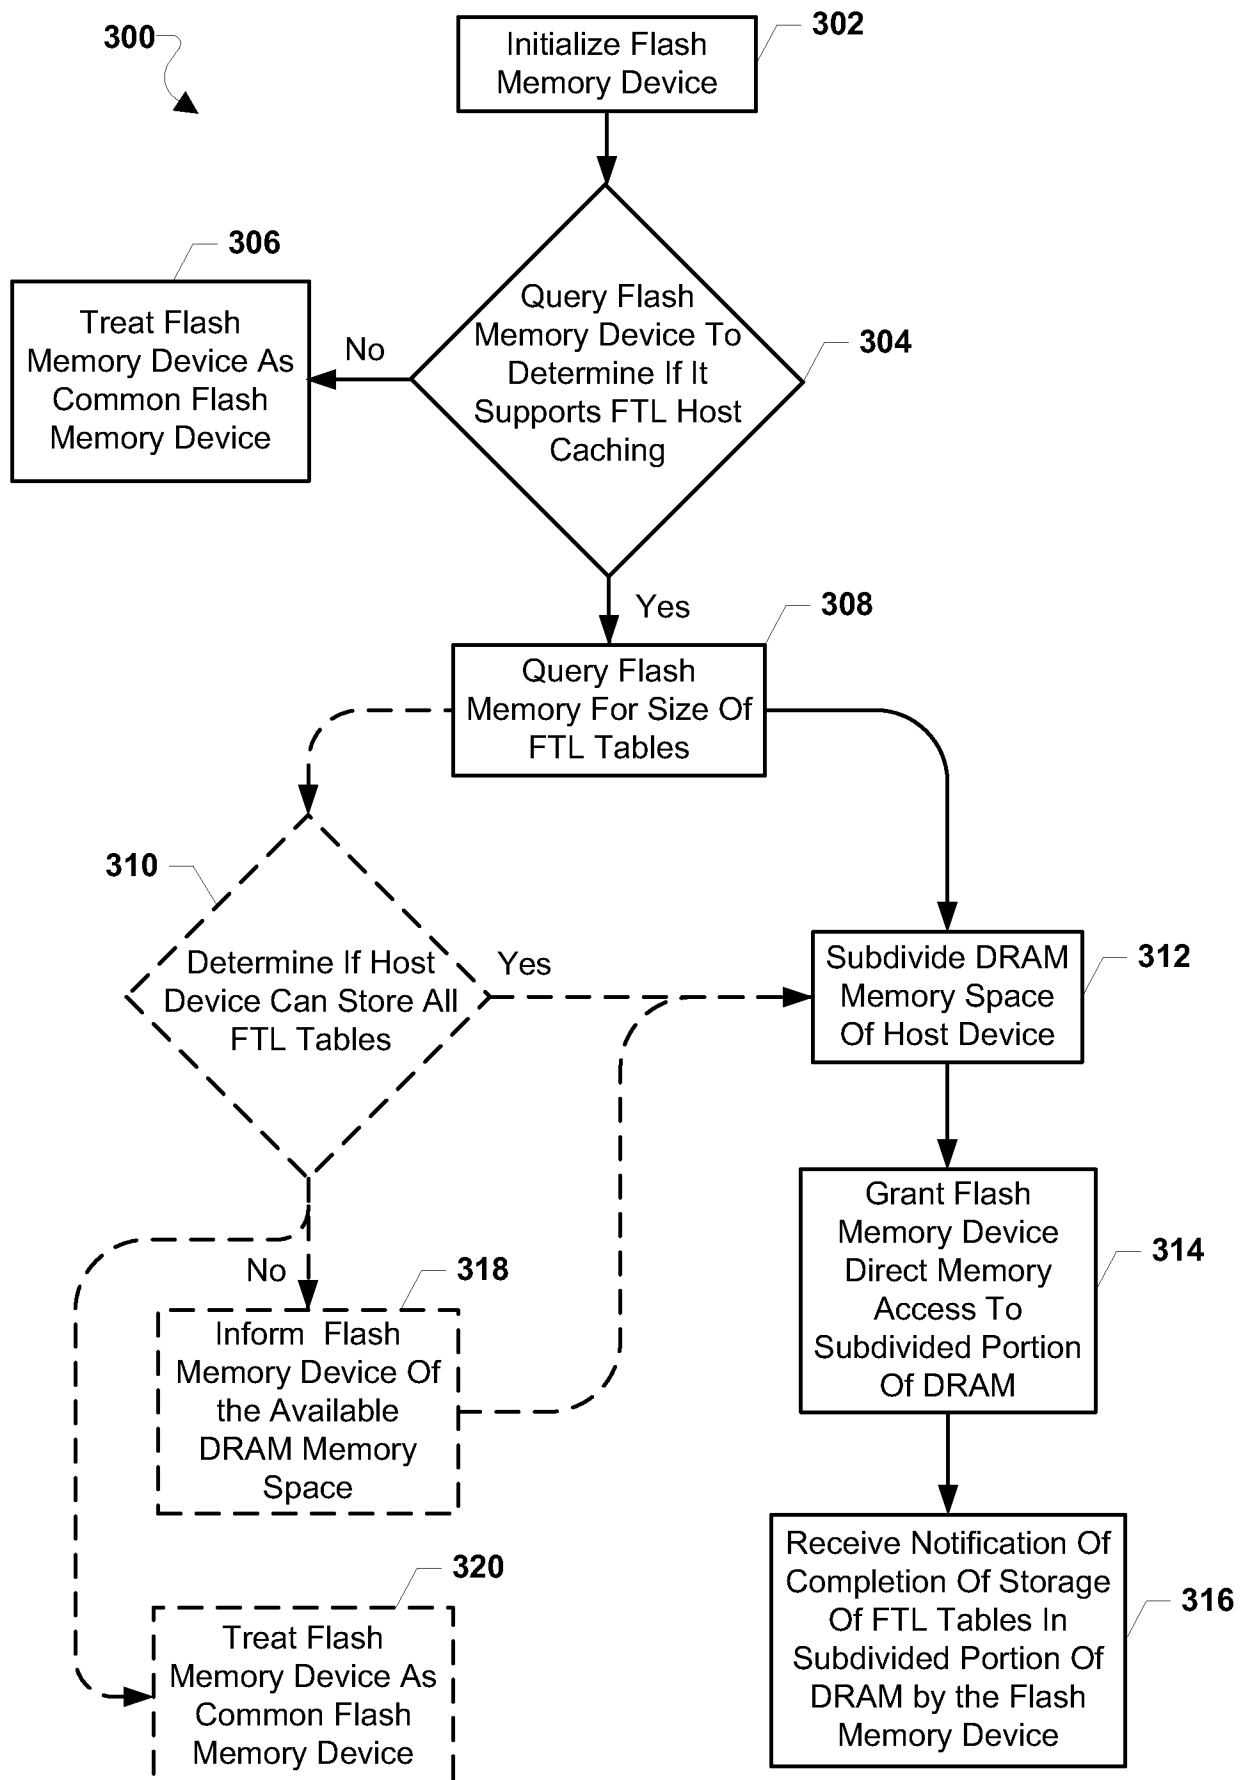 300
302
Initialize Flash
Memory Device
306
Treat Flash
Memory Device As
Common Flash
Memory Device
No
Query Flash
Memory Device To
Determine If It
Supports FTL Host
Caching
304
Yes
308
Query Flash
Memory For Size Of
FTL Tables
310
Determine If Host
Device Can Store All
FTL Tables
Yes
312
Subdivide DRAM
Memory Space
Of Host Device
314
Grant Flash
Memory Device
Direct Memory
Access To
Subdivided Portion
Of DRAM
No
318
Inform Flash
Memory Device Of
the Available
DRAM Memory
Space
316
Receive Notification Of
Completion Of Storage
Of FTL Tables In
Subdivided Portion Of
DRAM by the Flash
Memory Device
320
Treat Flash
Memory Device As
Common Flash
Memory Device